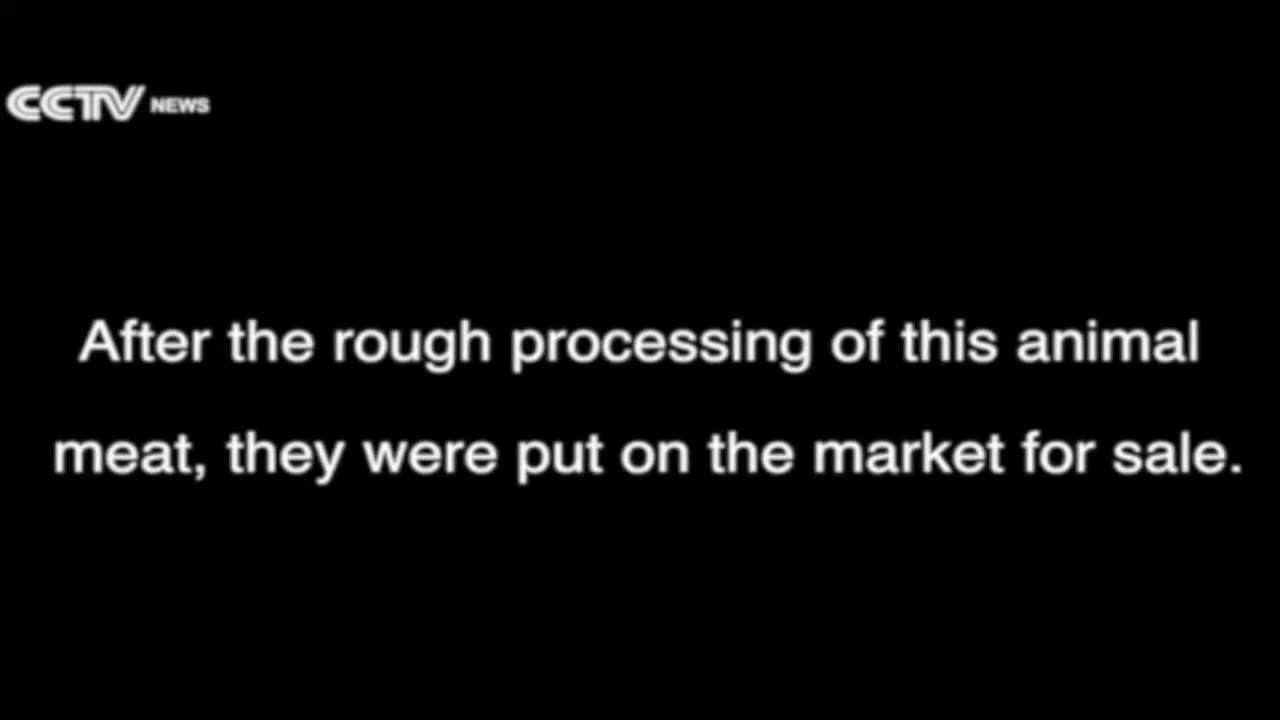 CCTV NEWS
After the rough processing of this animal
meat, they were put on the market for sale.